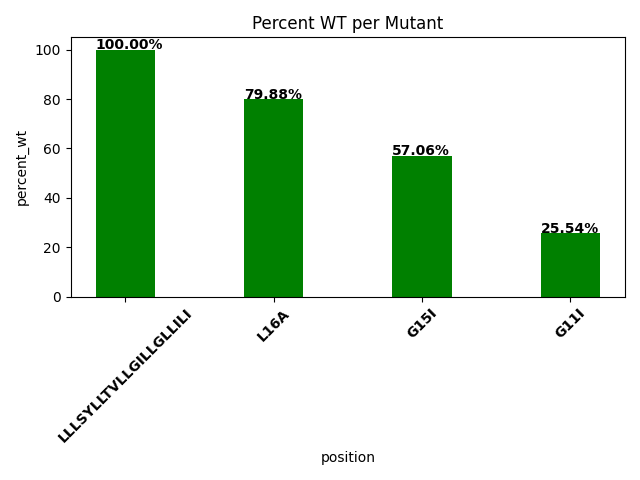 Percent WT per Mutant
100.00%
79.88%
57.06%
25.54%
100
80
60
40
20
0
percent_wt
LLLSYLLTVLLGILLGLLILI
L16A
G15I
G11I
position